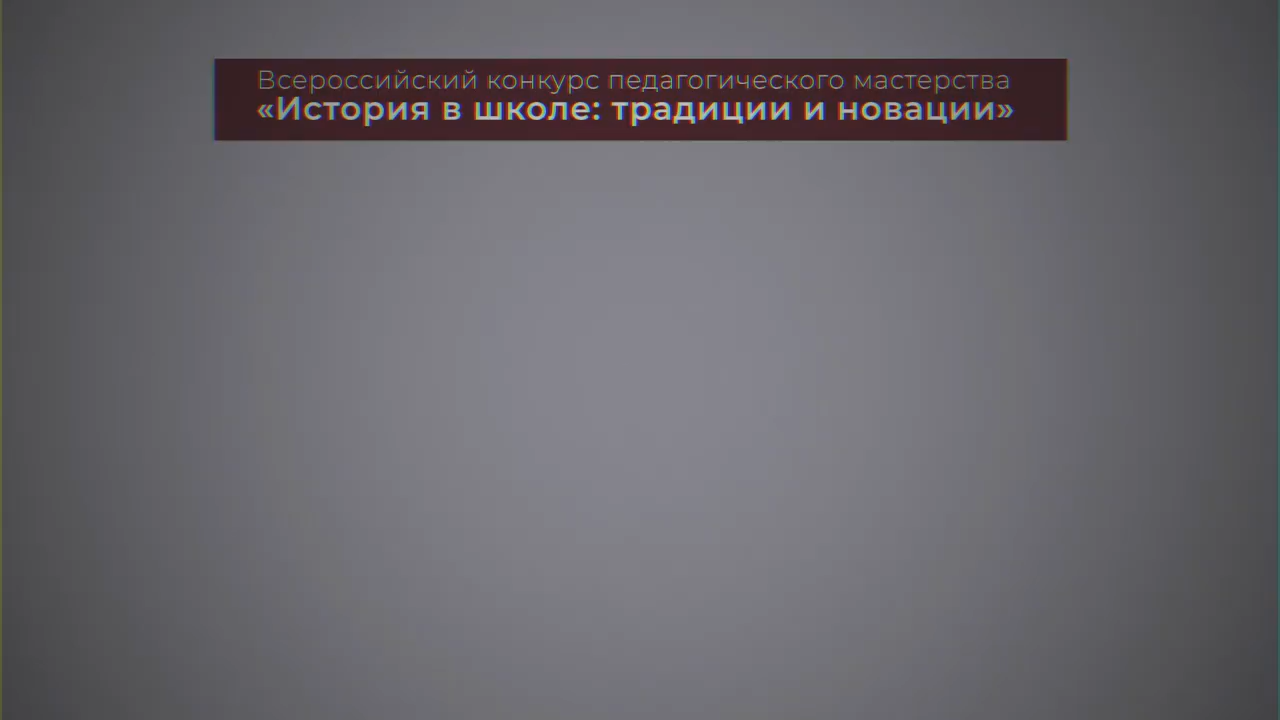 Всероссийский конкурс педагогического мастерства
«История в школе: традиции и новации»